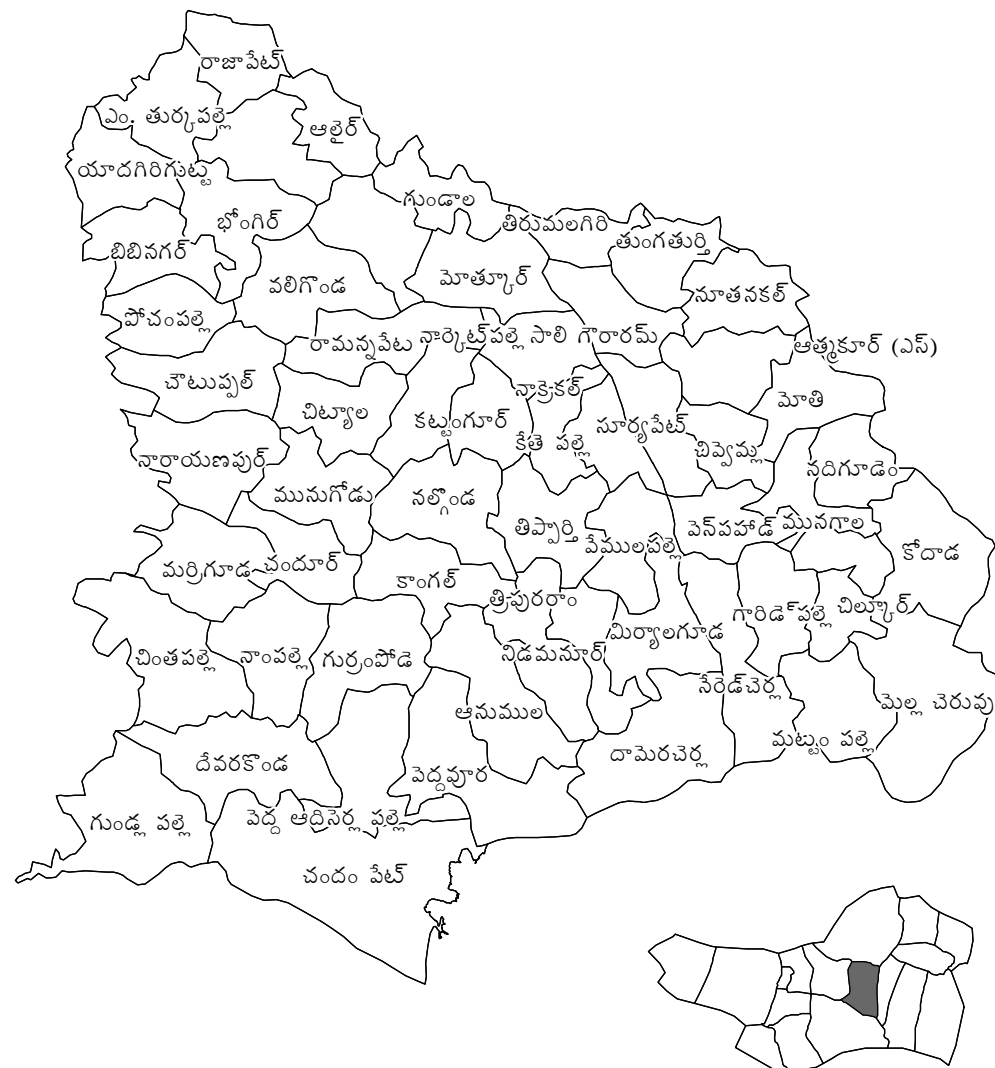 రాజాపేట్
ఎం. తుర్కపల్లె
ఆలైర్
యాదగిరిగుట్ట
గుండాల
భోంగిర్
తిరుమలగిరి
తుంగతుర్తి
బిబినగర్
వలిగొండ
మోత్కూర్
నూతనకల్
పోచంపల్లె
రామన్నపేట
నార్కెట్‌పల్లె
సాలి గౌరారమ్
ఆత్మకూర్ (ఎస్)
చౌటుప్పల్
నాక్రెకల్
మోతి
చిట్యాల
కట్టంగూర్
కేతె పల్లె
సూర్యపేట్
చివ్వెమ్ల
నారాయణపుర్
నదిగూడెం
మునుగోడు
నల్గొండ
తిప్పార్తి
వేములపల్లె
పెన్‌పహాడ్
మునగాల
కోదాడ
మర్రిగూడ
చందూర్
కాంగల్
త్రిపురరాం
గారిడెపల్లె
చిల్కూర్
మిర్యాలగూడ
నిడమనూర్
చింతపల్లె
నాంపల్లె
గుర్రంపోడె
నేరెడ్‌చెర్ల
మెల్ల చెరువు
ఆనుముల
మట్టం పల్లె
దేవరకొండ
దామెరచెర్ల
పెద్దవూర
గుండ్ల పల్లె
పెద్ద ఆదిసెర్ల పల్లె
చందం పేట్